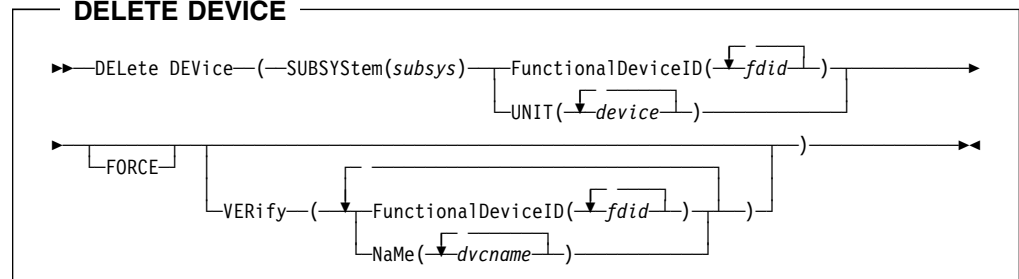 DELETE DEVICE
DELete DEVice ( SUBSYStem(subsys) FunctionalDeviceID( fdid )
UNIT( device )
FORCE )
VERify ( FunctionalDeviceID( fdid ) )
NaMe( dvcname )